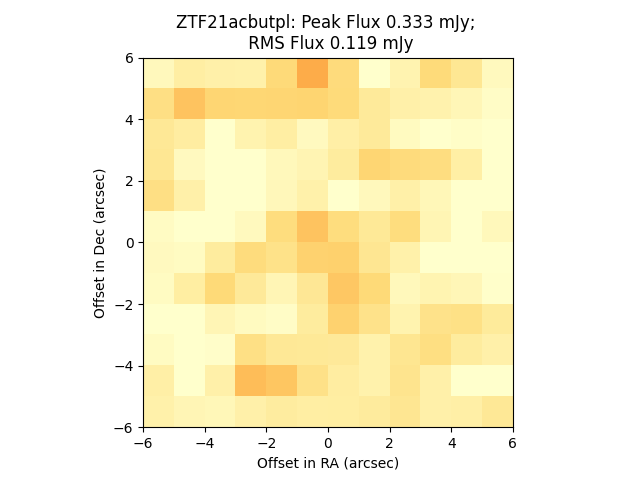 ZTF21acbutpl: Peak Flux 0.333 mJy;
RMS Flux 0.119 mJy
6
4
2
0
−2
−4
−6
Offset in Dec (arcsec)
−6 −4 −2 0 2 4 6
Offset in RA (arcsec)